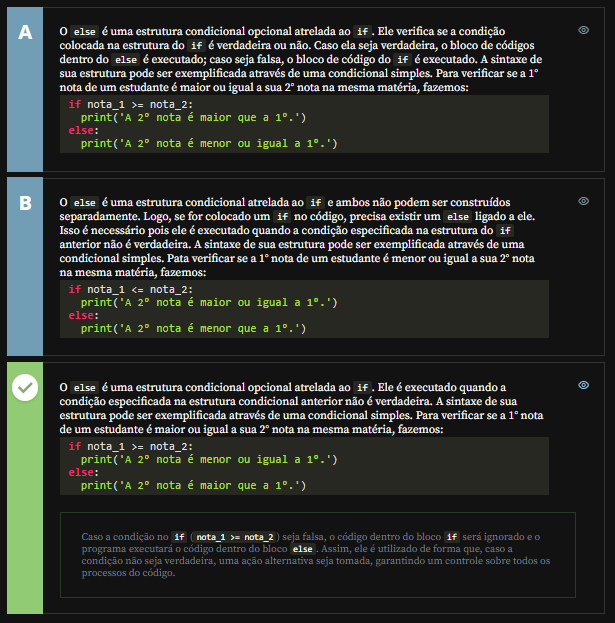 A
O else é uma estrutura condicional opcional atrelada ao if. Ele verifica se a condição
colocada na estrutura do if é verdadeira ou não. Caso ela seja verdadeira, o bloco de códigos
dentro do else é executado; caso seja falsa, o bloco de código do if é executado. A sintaxe de
sua estrutura pode ser exemplificada através de uma condicional simples. Para verificar se a 1°
nota de um estudante é maior ou igual a sua 2° nota na mesma matéria, fazemos:
if nota_1 >= nota_2:
print('A 2º nota é maior que a 1º.')
else:
print('A 2º nota é menor ou igual a 1º.')
B
O else é uma estrutura condicional atrelada ao if e ambos não podem ser construídos
separadamente. Logo, se for colocado um if no código, precisa existir um else ligado a ele.
Isso é necessário pois ele é executado quando a condição especificada na estrutura do if
anterior não é verdadeira. A sintaxe de sua estrutura pode ser exemplificada através de uma
condicional simples. Pata verificar se a 1° nota de um estudante é menor ou igual a sua 2° nota
na mesma matéria, fazemos:
if nota_1 <= nota_2:
print('A 2º nota é maior ou igual a 1º.')
else:
print('A 2º nota é menor que a 1º.')
O else é uma estrutura condicional opcional atrelada ao if. Ele é executado quando a
condição especificada na estrutura condicional anterior não é verdadeira. A sintaxe de sua
estrutura pode ser exemplificada através de uma condicional simples. Para verificar se a 1° nota
de um estudante é maior ou igual a sua 2° nota na mesma matéria, fazemos:
if nota_1 >= nota_2:
print('A 2º nota é menor ou igual a 1º.')
else:
print('A 2º nota é maior que a 1º.')
Caso a condição no if (nota_1 >= nota_2) seja falsa, o código dentro do bloco if será ignorado e o
programa executará o código dentro do bloco else. Assim, ele é utilizado de forma que, caso a
condição não seja verdadeira, uma ação alternativa seja tomada, garantindo um controle sobre todos os
processos do código.